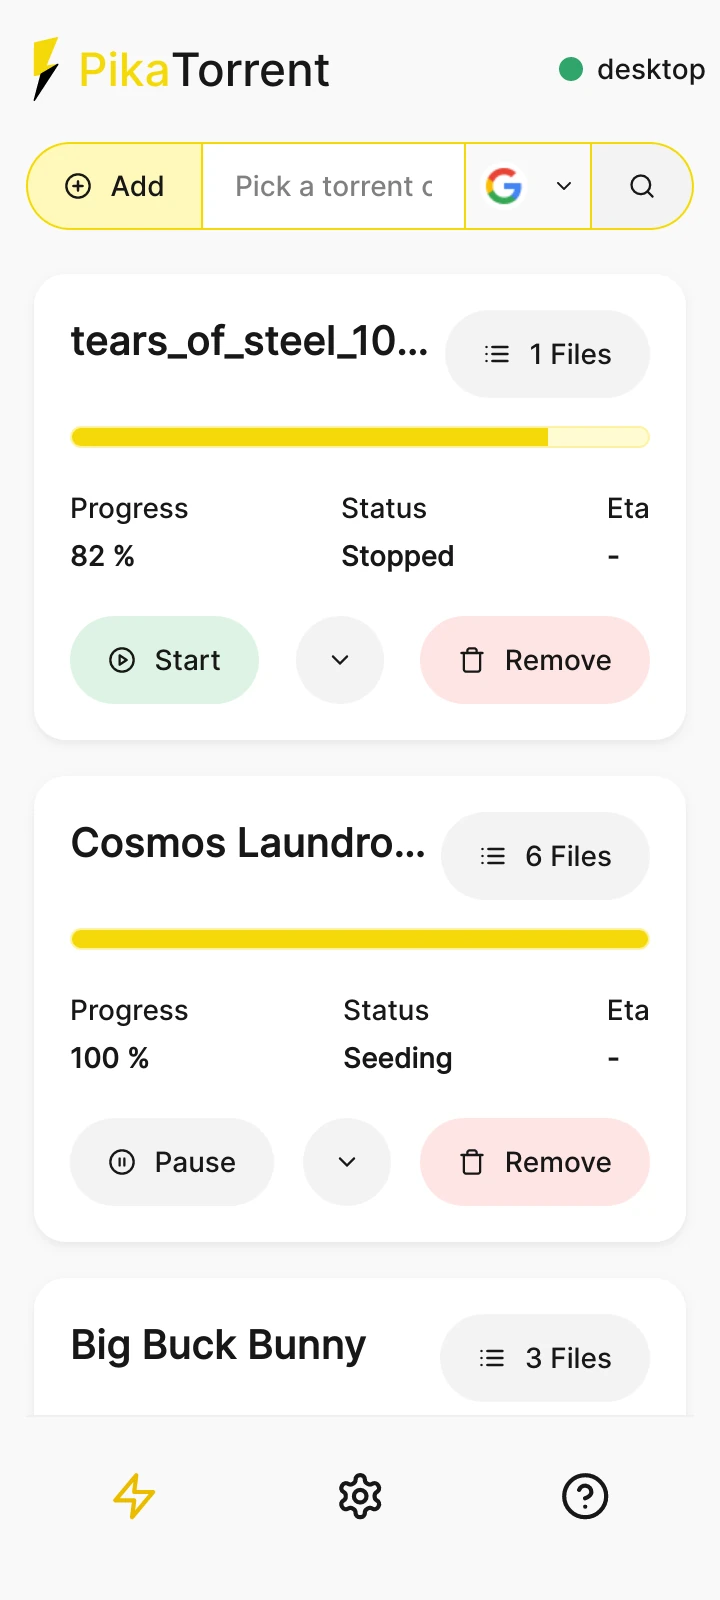 PikaTorrent
desktop
Add
Pick a torrent
tears_of_steel_10...
1 Files
Progress
Status
Eta
82 %
Stopped
-
Start
Remove
Cosmos Laundro...
6 Files
Progress
Status
Eta
100 %
Seeding
-
Pause
Remove
Big Buck Bunny
3 Files